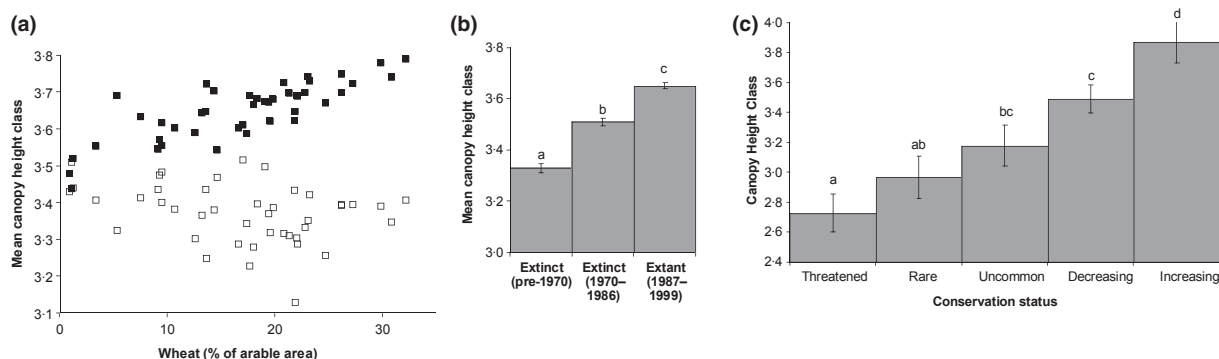 (a)
Mean canopy height class
3·8
3·7
3·6
3·5
3·4
3·3
3·2
3·1
0 10 20 30
Wheat (% of arable area)
(b)
Mean canopy height class
3·8
3·6
3·4
3·2
3·0
a
b
c
Extinct Extinct Extant
(pre-1970) (1970– (1987–
1986) 1999)
(c)
Canopy Height Class
4·0
3·8
3·6
3·4
3·2
3·0
2·8
2·6
2·4
a
ab
bc
c
d
Threatened Rare Uncommon Decreasing Increasing
Conservation status